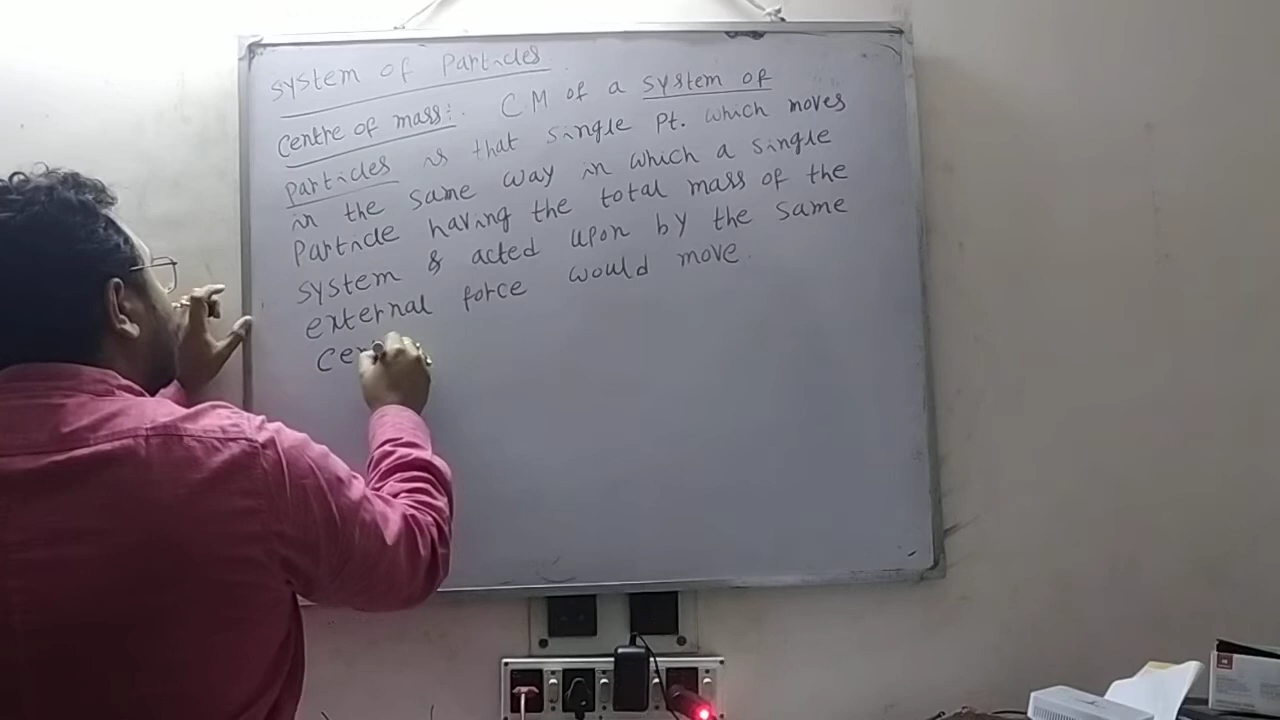 System of Particles
Centre of mass:. CM of a system of
particles is that single Pt. which moves
in the same way in which a single
Particle having the total mass of the
system & acted upon by the same
external force would move.
Cen